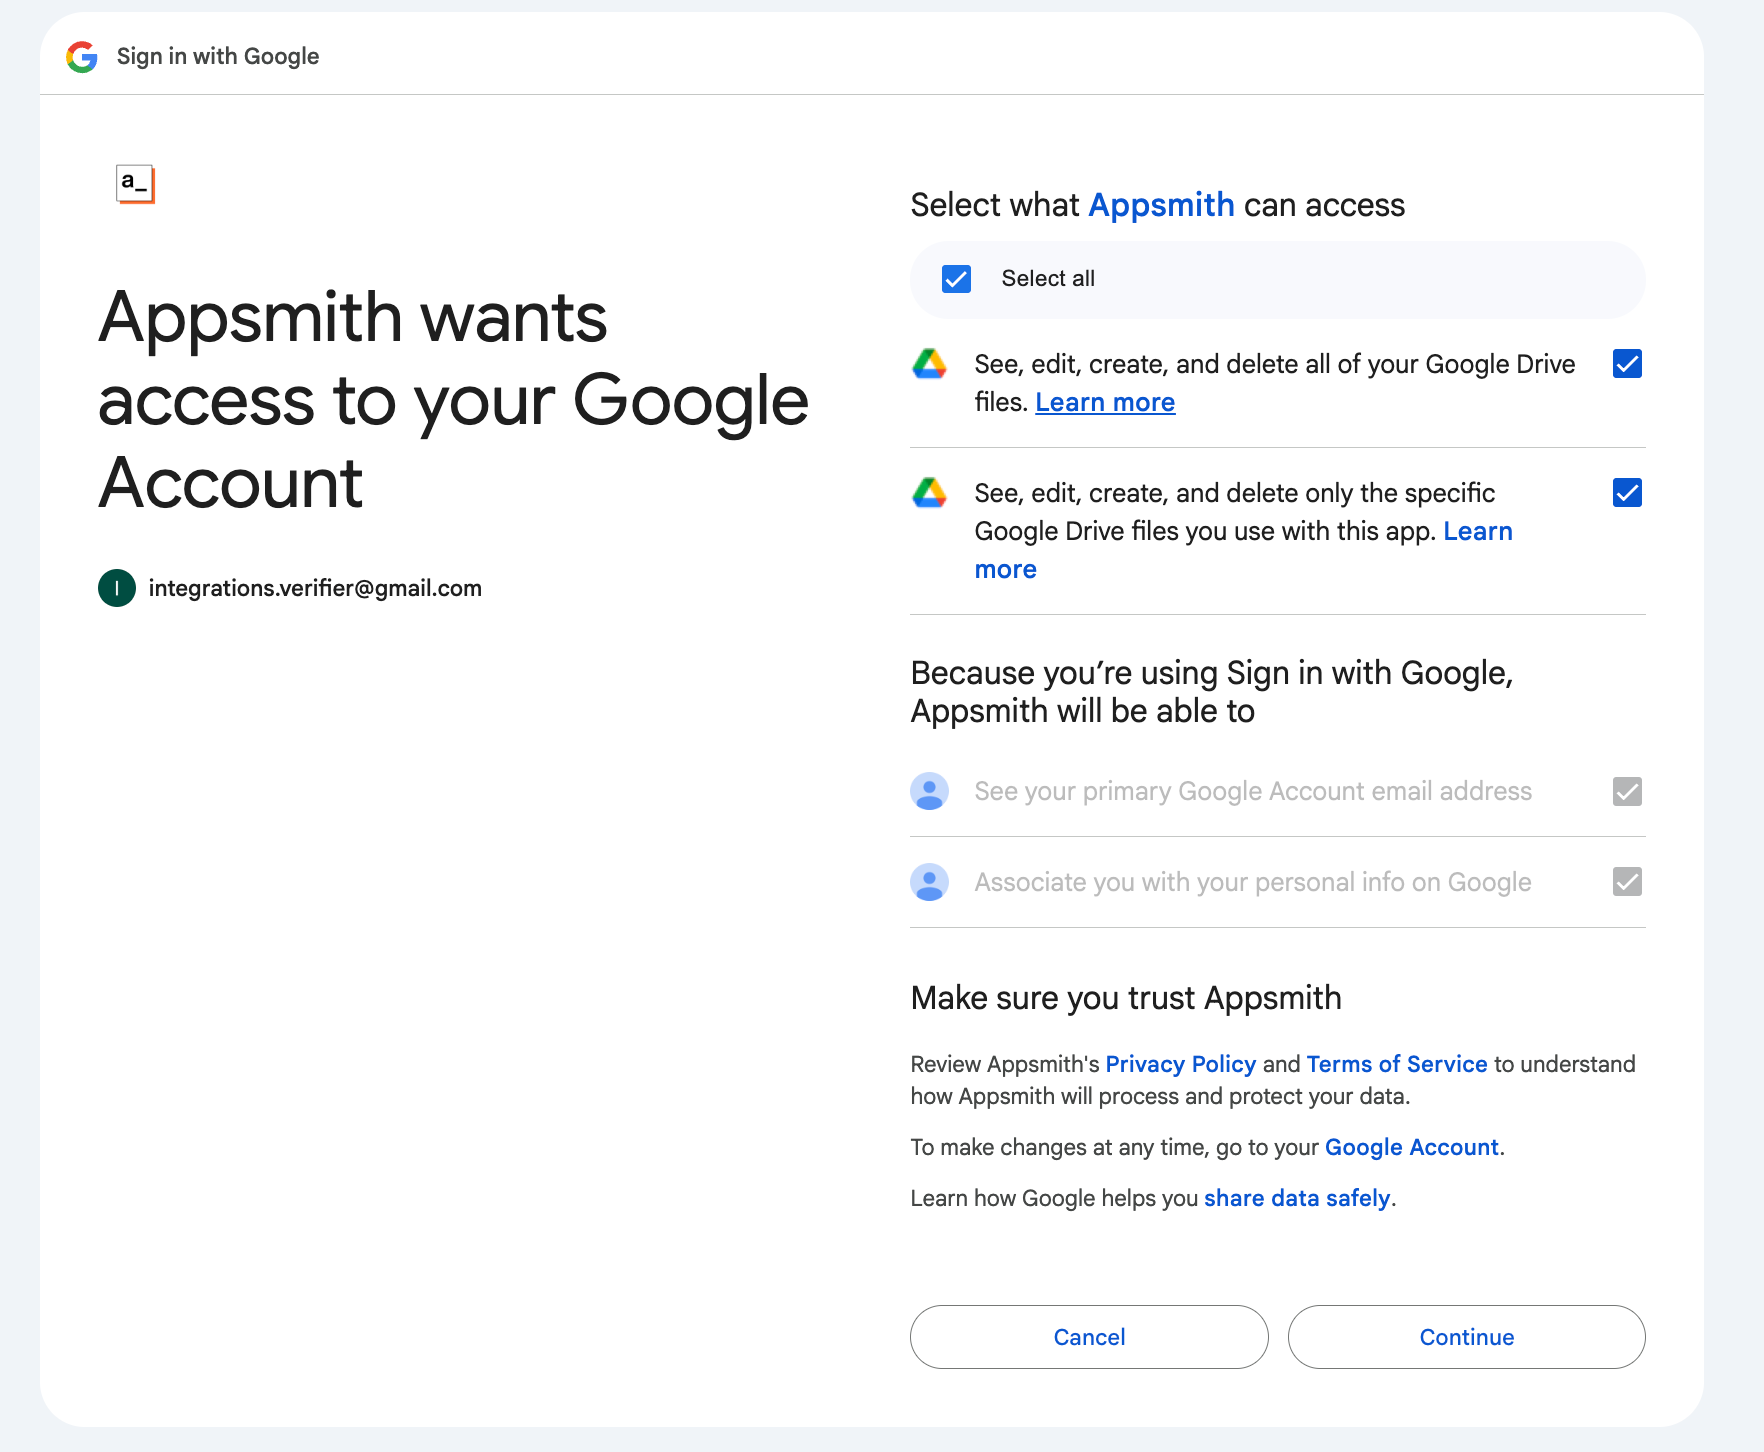 Sign in with Google
a_
Appsmith wants
access to your Google
Account
I
integrations.verifier@gmail.com
Select what Appsmith can access
Select all
See, edit, create, and delete all of your Google Drive
files. Learn more
See, edit, create, and delete only the specific
Google Drive files you use with this app. Learn
more
Because you’re using Sign in with Google,
Appsmith will be able to
See your primary Google Account email address
Associate you with your personal info on Google
Make sure you trust Appsmith
Review Appsmith's Privacy Policy and Terms of Service to understand
how Appsmith will process and protect your data.
To make changes at any time, go to your Google Account.
Learn how Google helps you share data safely.
Cancel
Continue